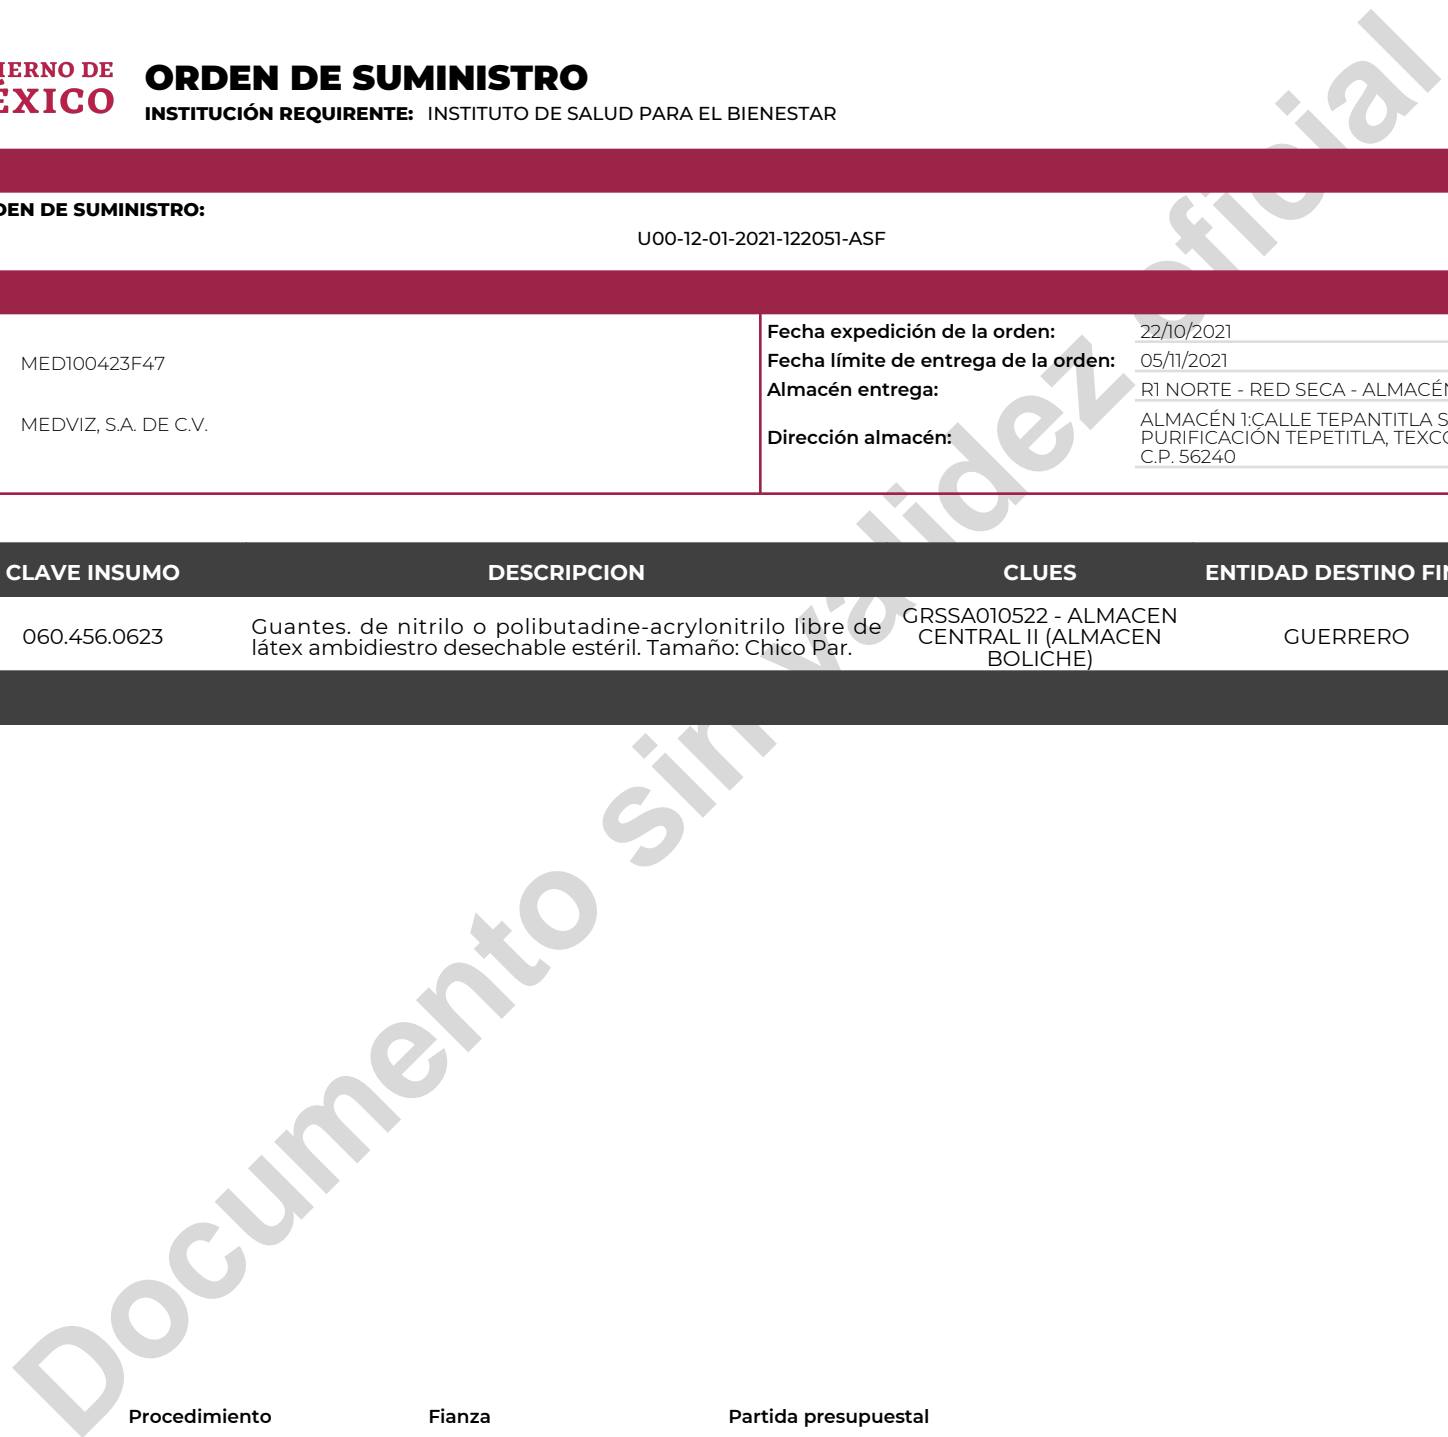 IERNO DE
ÉXICO
ORDEN DE SUMINISTRO
INSTITUCIÓN REQUIRENTE: INSTITUTO DE SALUD PARA EL BIENESTAR
DEN DE SUMINISTRO:
U00-12-01-2021-122051-ASF
MED100423F47
MEDVIZ, S.A. DE C.V.
Fecha expedición de la orden: 22/10/2021
Fecha límite de entrega de la orden: 05/11/2021
Almacén entrega: R1 NORTE - RED SECA - ALMACÉN
Dirección almacén: ALMACÉN 1:CALLE TEPANTITLA S
PURIFICACIÓN TEPETITLA, TEXCO
C.P. 56240
CLAVE INSUMO DESCRIPCION CLUES ENTIDAD DESTINO FIN
060.456.0623
Guantes. de nitrilo o polibutadine-acrylonitrilo libre de
látex ambidiestro desechable estéril. Tamaño: Chico Par.
GRSSA010522 - ALMACEN
CENTRAL II (ALMACEN
BOLICHE)
GUERRERO
Documento sin validez oficial
Procedimiento Fianza Partida presupuestal